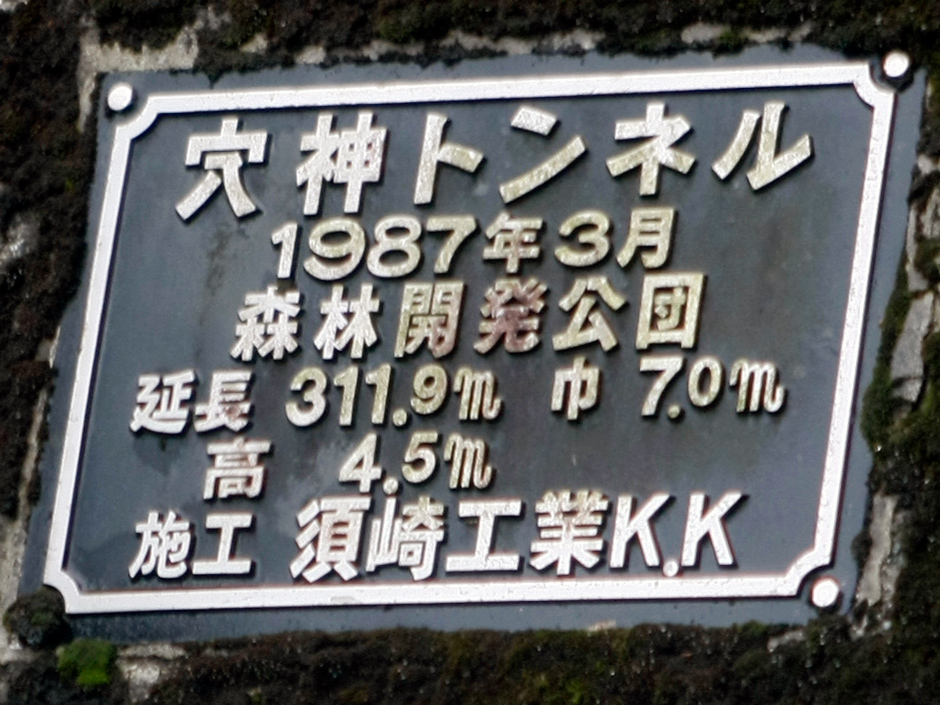 穴神トンネル
1987年3月
森林開発公団
延長 311.9m 巾 7.0m
高 4.5m
施工 須崎工業K.K